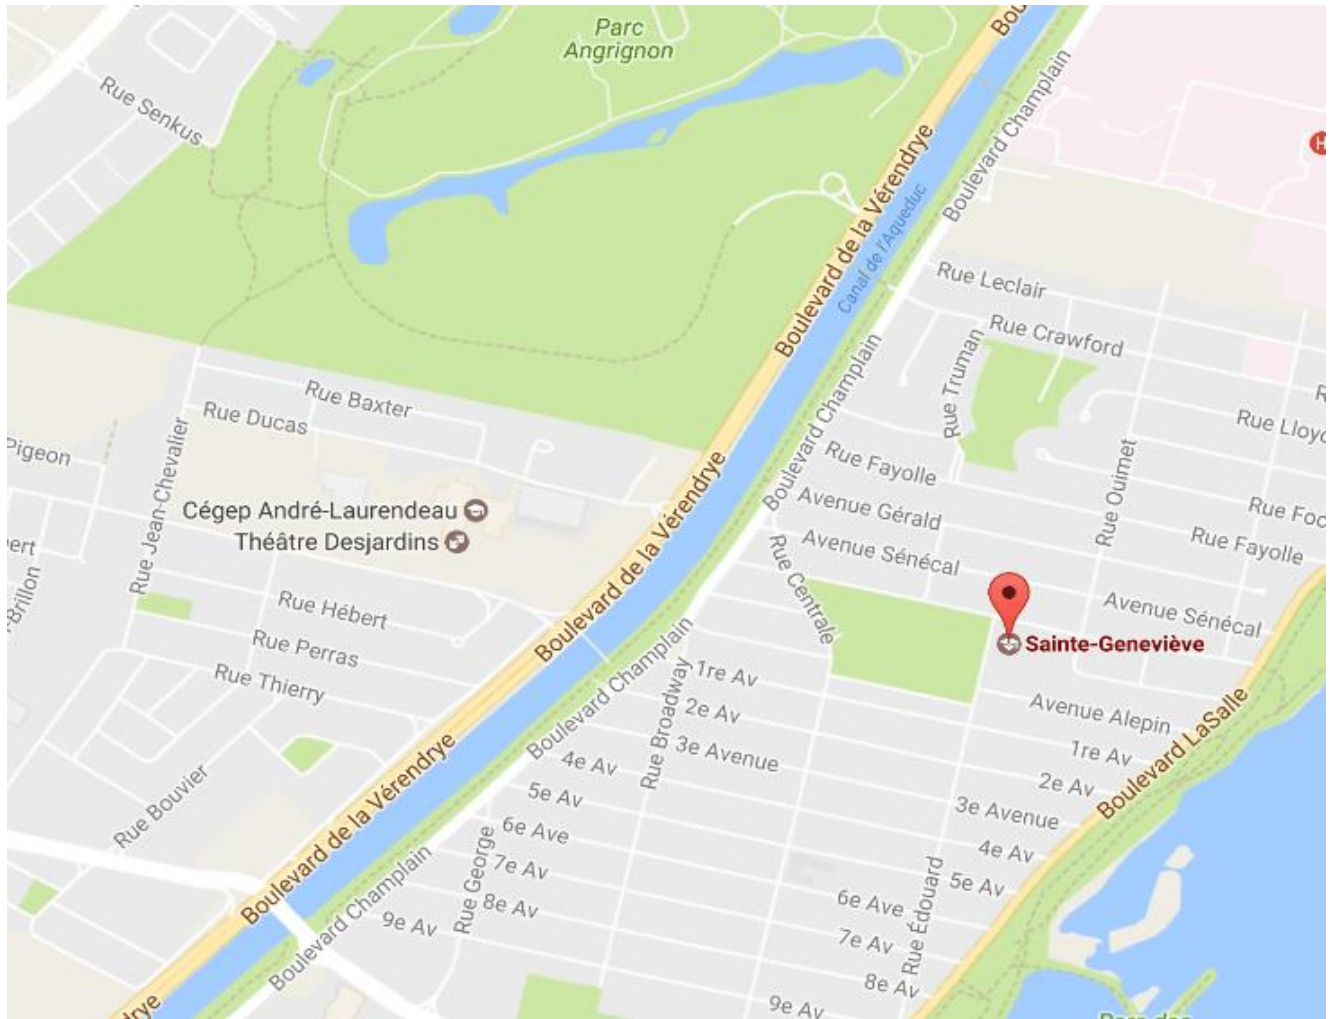 Parc
Angrignon
Rue Senkus
Boulevard Champlain
H
Boulevard de la Vérendrye
Canal de l'Aqueduc
Rue Leclair
Rue Crawford
Boulevard de la Vérendrye
Rue Truman
Boulevard Champlain
Rue Baxter
Rue Ducas
Pigeon
Rue Jean-Chevalier
Rue Fayolle
Rue Ouimet
Cégep André-Laurendeau
Théâtre Desjardins
Avenue Gérald
Rue Fayolle
Avenue Sénécal
Boulevard de la Vérendrye
Rue Centrale
Rue Hébert
Rue Perras
Rue Thierry
Avenue Sénécal
Sainte-Geneviève
Boulevard Champlain
Rue Broadway
1re Av
2e Av
3e Avenue
Avenue Alepin
1re Av
2e Av
Boulevard LaSalle
4e Av
5e Av
6e Ave
7e Av
8e Av
9e Av
3e Avenue
4e Av
5e Av
6e Ave
7e Av
8e Av
9e Av
Rue Bouvier
Boulevard de la Vérendrye
Rue George
Rue Édouard
Boulevard Champlain